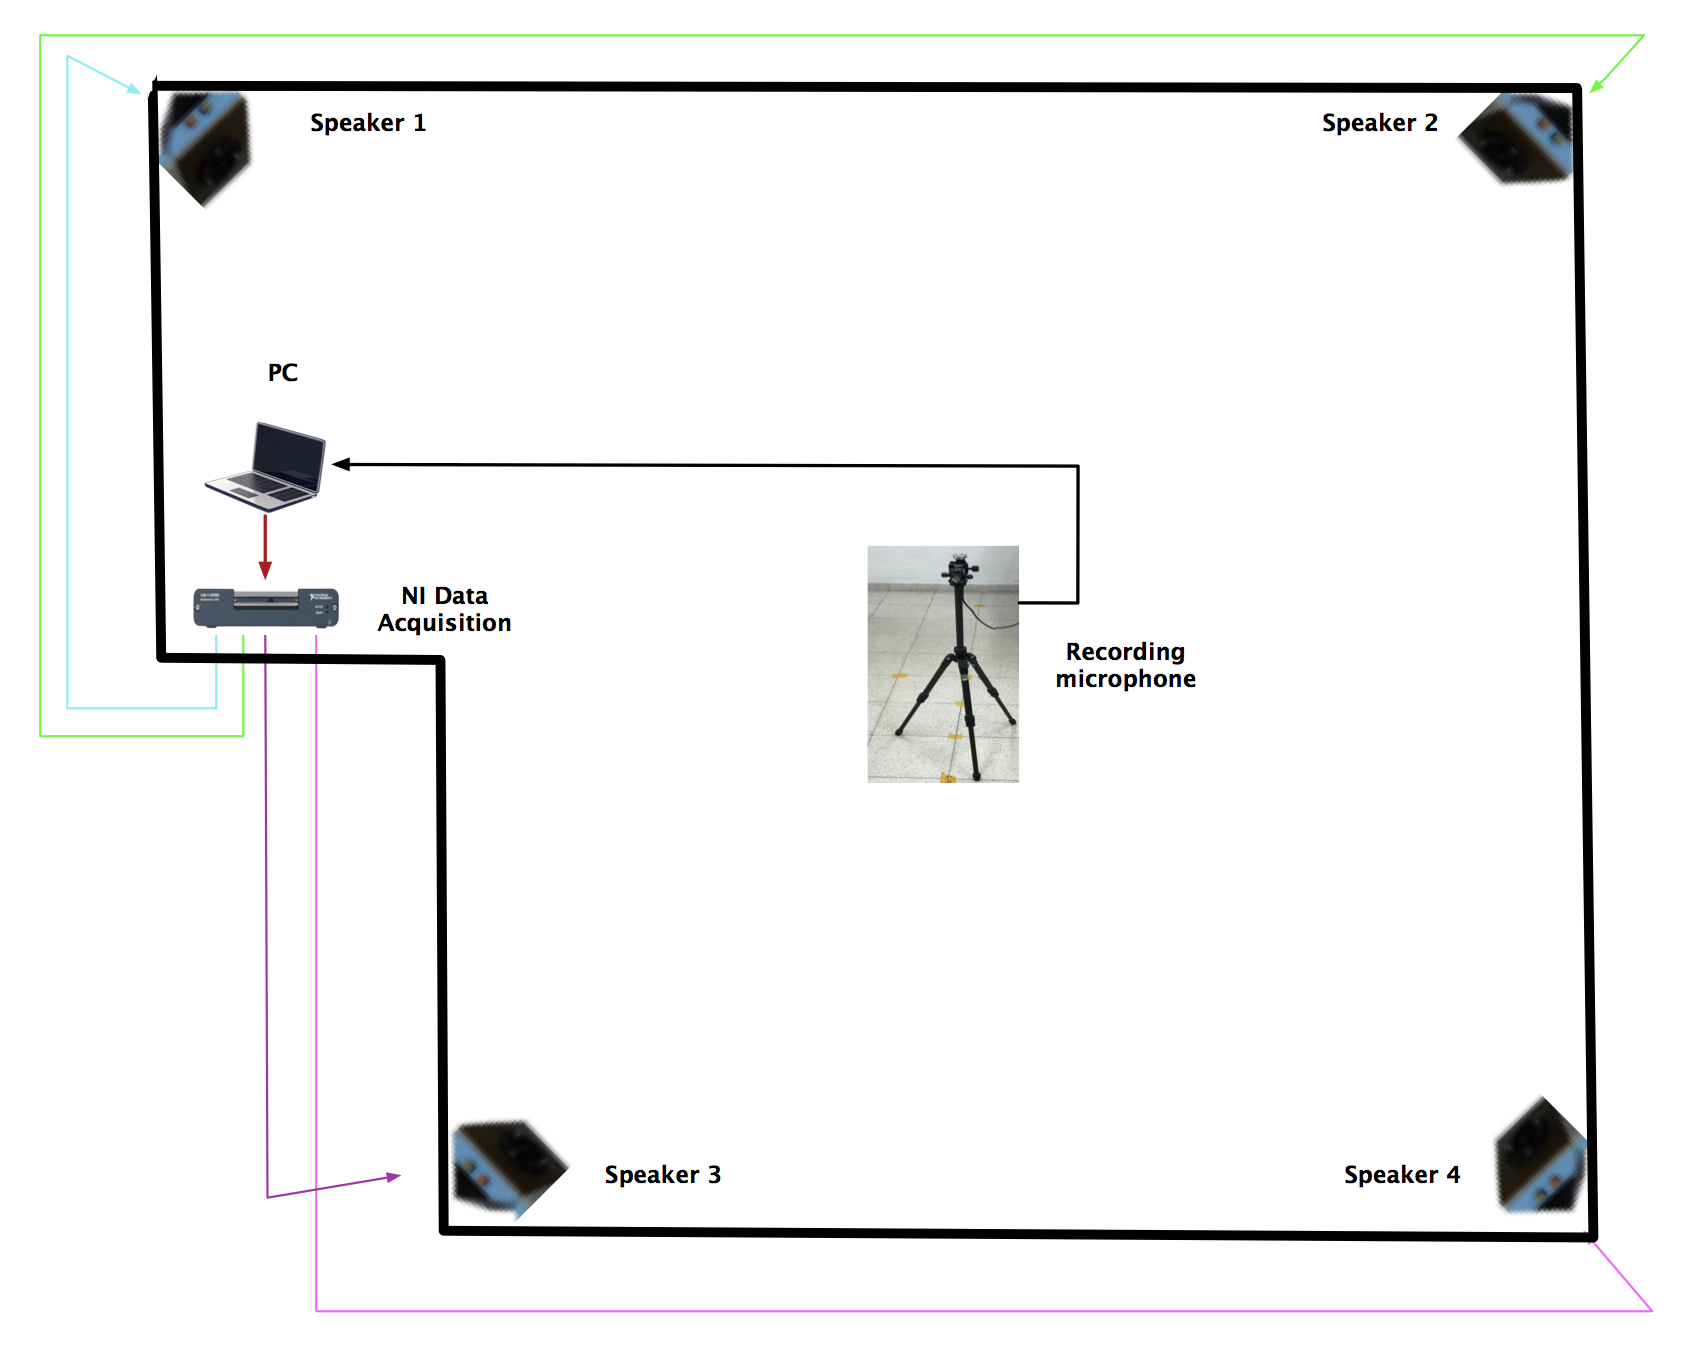 Speaker 1
Speaker 2
PC
NI Data
Acquisition
Recording
microphone
Speaker 3
Speaker 4